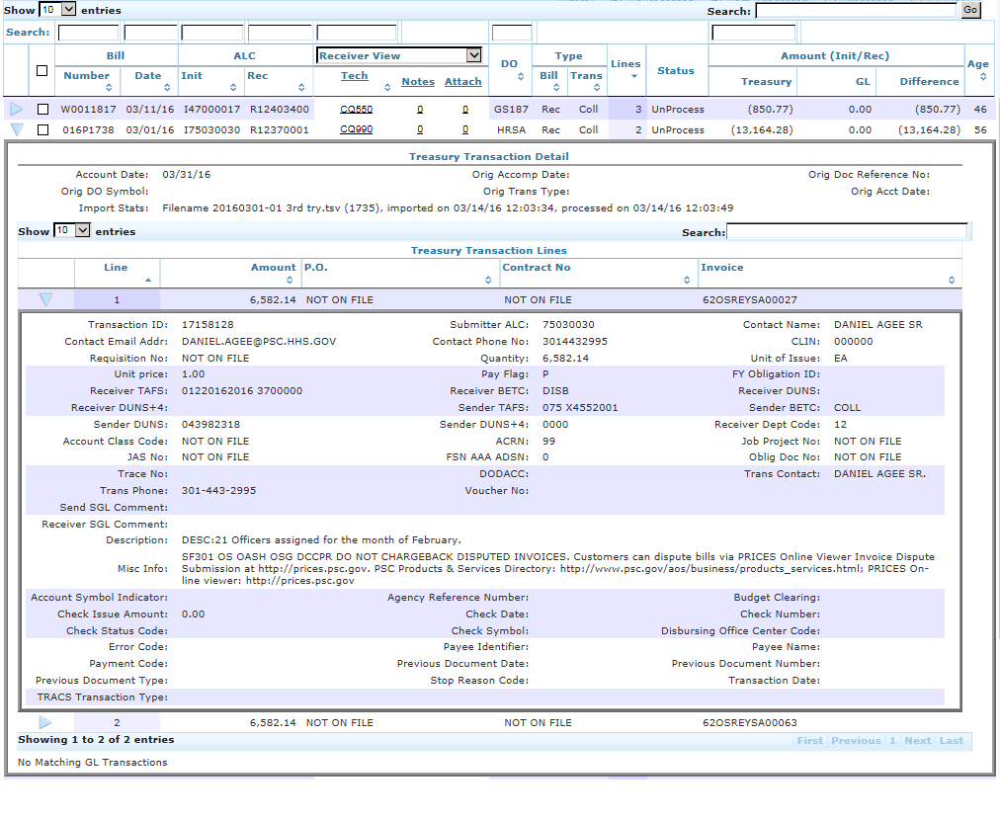 Show 10 entries Search: Go
Search:
Bill ALC Receiver View DO Type Lines Status Amount (Init/Rec) Age
Number Date Init Rec Tech Notes Attach Bill Trans Treasury GL Difference
W0011817 03/11/16 I47000017 R12403400 CQ550 0 0 GS187 Rec Coll 3 UnProcess (850.77) 0.00 (850.77) 46
016P1738 03/01/16 I75030030 R12370001 CQ990 0 0 HRSA Rec Coll 2 UnProcess (13,164.28) 0.00 (13,164.28) 56
Treasury Transaction Detail
Account Date: 03/31/16 Orig Accomp Date: Orig Doc Reference No:
Orig DO Symbol: Orig Trans Type: Orig Acct Date:
Import Stats: Filename 20160301-01 3rd try.tsv (1735), imported on 03/14/16 12:03:34, processed on 03/14/16 12:03:49
Show 10 entries Search:
Treasury Transaction Lines
Line Amount P.O. Contract No Invoice
1 6,582.14 NOT ON FILE NOT ON FILE 62OSREYSA00027
Transaction ID: 17158128 Submitter ALC: 75030030 Contact Name: DANIEL AGEE SR
Contact Email Addr: DANIEL.AGEE@PSC.HHS.GOV Contact Phone No: 3014432995 CLIN: 000000
Requisition No: NOT ON FILE Quantity: 6,582.14 Unit of Issue: EA
Unit price: 1.00 Pay Flag: P FY Obligation ID:
Receiver TAFS: 01220162016 3700000 Receiver BETC: DISB Receiver DUNS:
Receiver DUNS+4: Sender TAFS: 075 X4552001 Sender BETC: COLL
Sender DUNS: 043982318 Sender DUNS+4: 0000 Receiver Dept Code: 12
Account Class Code: NOT ON FILE ACRN: 99 Job Project No: NOT ON FILE
JAS No: NOT ON FILE FSN AAA ADSN: 0 Oblig Doc No: NOT ON FILE
Trace No: DODACC: Trans Contact: DANIEL AGEE SR.
Trans Phone: 301-443-2995 Voucher No:
Send SGL Comment:
Receiver SGL Comment:
Description: DESC:21 Officers assigned for the month of February.
SF301 OS OASH OSG DCCPR DO NOT CHARGEBACK DISPUTED INVOICES. Customers can dispute bills via PRICES Online Viewer Invoice Dispute
Misc Info: Submission at http://prices.psc.gov. PSC Products & Services Directory: http://www.psc.gov/aos/business/products_services.html; PRICES On-
line viewer: http://prices.psc.gov
Account Symbol Indicator: Agency Reference Number: Budget Clearing:
Check Issue Amount: 0.00 Check Date: Check Number:
Check Status Code: Check Symbol: Disbursing Office Center Code:
Error Code: Payee Identifier: Payee Name:
Payment Code: Previous Document Date: Previous Document Number:
Previous Document Type: Stop Reason Code: Transaction Date:
TRACS Transaction Type:
2 6,582.14 NOT ON FILE NOT ON FILE 62OSREYSA00063
Showing 1 to 2 of 2 entries First Previous 1 Next Last
No Matching GL Transactions